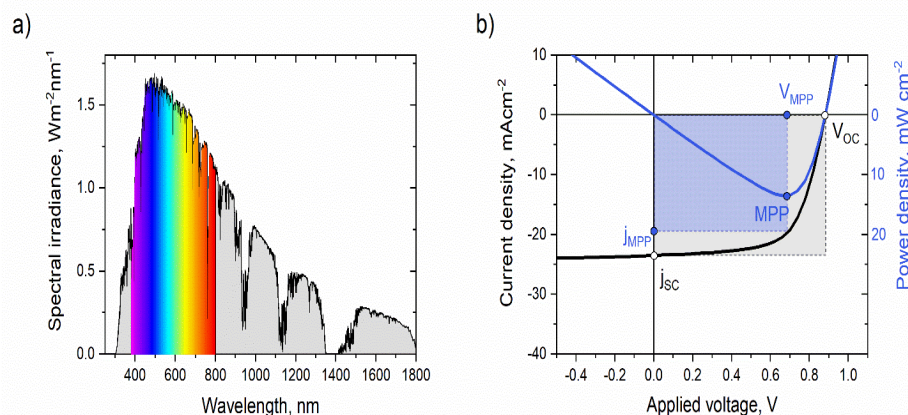 a)
Spectral irradiance, Wm⁻²nm⁻¹
1.5
1.0
0.5
0.0
400 600 800 1000 1200 1400 1600 1800
Wavelength, nm
b)
Current density, mAcm⁻²
10
0
-10
-20
-30
-40
-0.4 -0.2 0.0 0.2 0.4 0.6 0.8 1.0
Applied voltage, V
V_MPP
V_OC
MPP
j_MPP
j_SC
10
0
10
20
Power density, mW cm⁻²